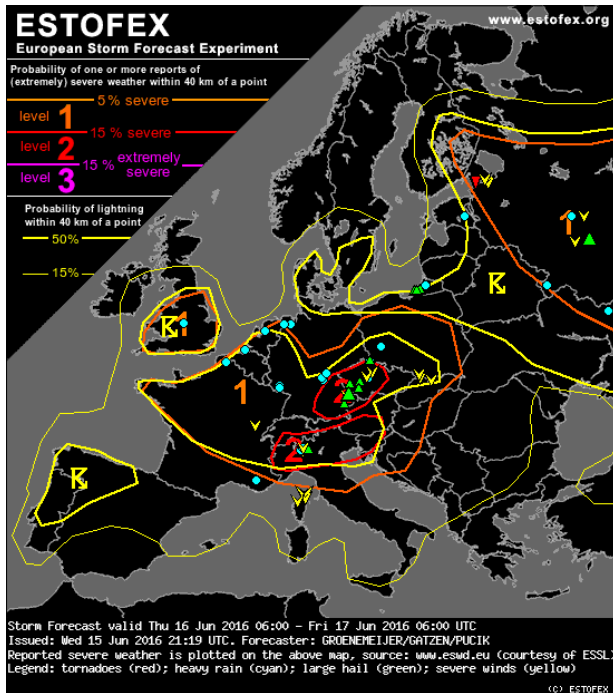 ESTOFEX
www.estofex.org
European Storm Forecast Experiment
Probability of one or more reports of
(extremely) severe weather within 40 km of a point
5 % severe
level 1
15 % severe
level 2
15 % extremely severe
level 3
Probability of lightning
within 40 km of a point
50%
15%
1
1
1
2
2
Storm Forecast valid Thu 16 Jun 2016 06:00 - Fri 17 Jun 2016 06:00 UTC
Issued: Wed 15 Jun 2016 21:19 UTC. Forecaster: GROENEMEIJER/GATZEN/PUCIK
Reported severe weather is plotted on the above map, source: www.eswd.eu (courtesy of ESSL)
Legend: tornadoes (red); heavy rain (cyan); large hail (green); severe winds (yellow)
(C) ESTOFEX